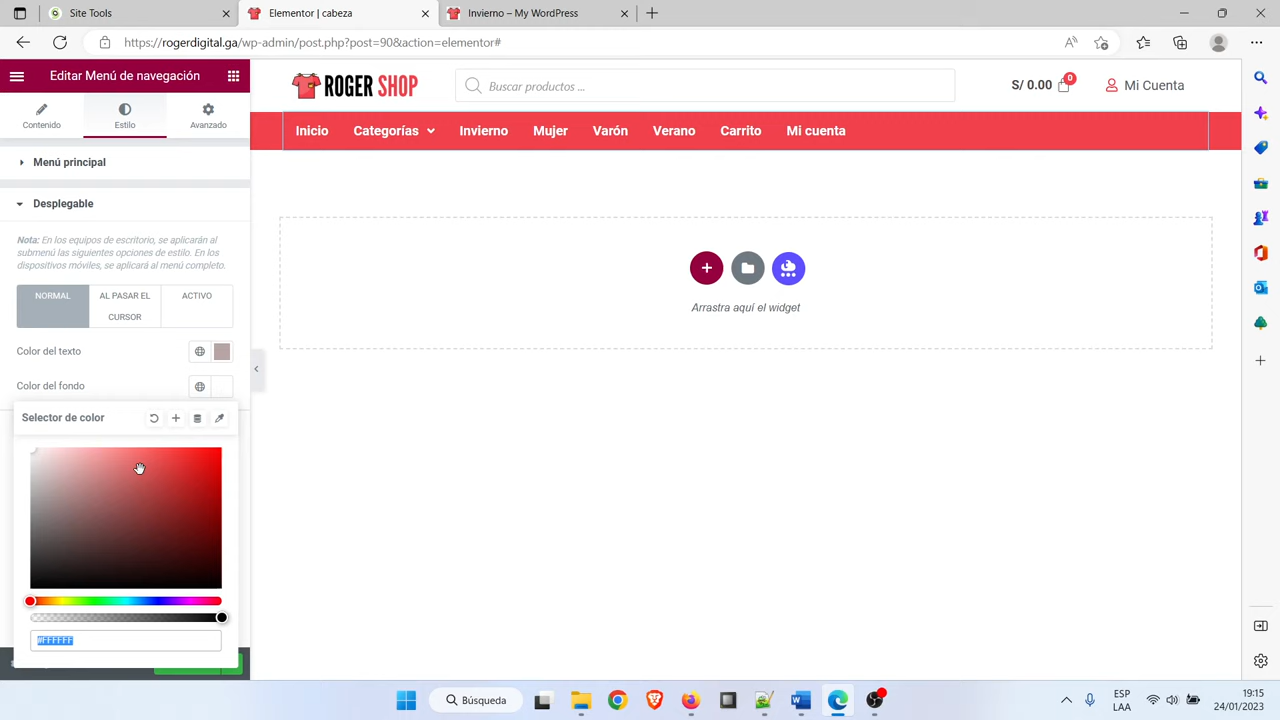 Site Tools
Elementor | cabeza
Invierno – My WordPress
https://rogerdigital.ga/wp-admin/post.php?post=90&action=elementor#
Editar Menú de navegación
ROGER SHOP
Buscar productos ...
S/ 0.00
0
Mi Cuenta
Contenido
Estilo
Avanzado
Inicio
Categorías
Invierno
Mujer
Varón
Verano
Carrito
Mi cuenta
Menú principal
Desplegable
Nota: En los equipos de escritorio, se aplicarán al
submenú las siguientes opciones de estilo. En los
dispositivos móviles, se aplicará al menú completo.
NORMAL
AL PASAR EL
CURSOR
ACTIVO
Arrastra aquí el widget
Color del texto
Color del fondo
Selector de color
#FFFFFF
Búsqueda
ESP
LAA
19:15
24/01/2023